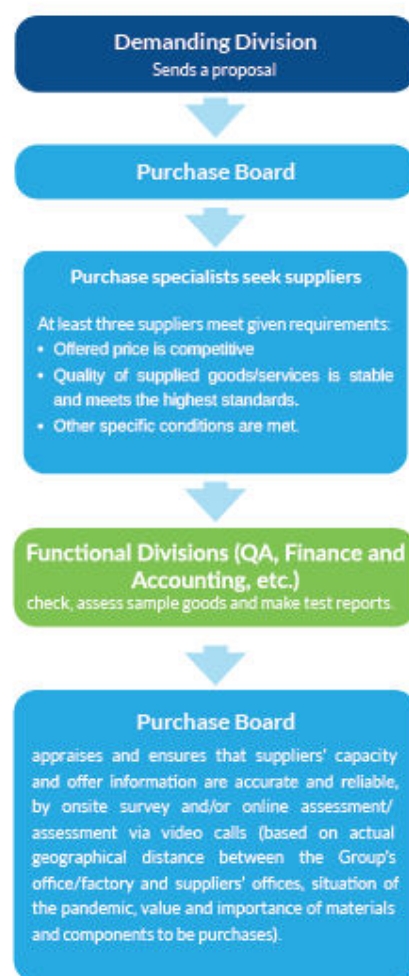 Demanding Division
Sends a proposal
Purchase Board
Purchase specialists seek suppliers
At least three suppliers meet given requirements:
• Offered price is competitive
• Quality of supplied goods/services is stable
and meets the highest standards.
• Other specific conditions are met.
Functional Divisions (QA, Finance and
Accounting, etc.)
check, assess sample goods and make test reports.
Purchase Board
appraises and ensures that suppliers' capacity
and offer information are accurate and reliable,
by onsite survey and/or online assessment/
assessment via video calls (based on actual
geographical distance between the Group's
office/factory and suppliers' offices, situation of
the pandemic, value and importance of materials
and components to be purchases).